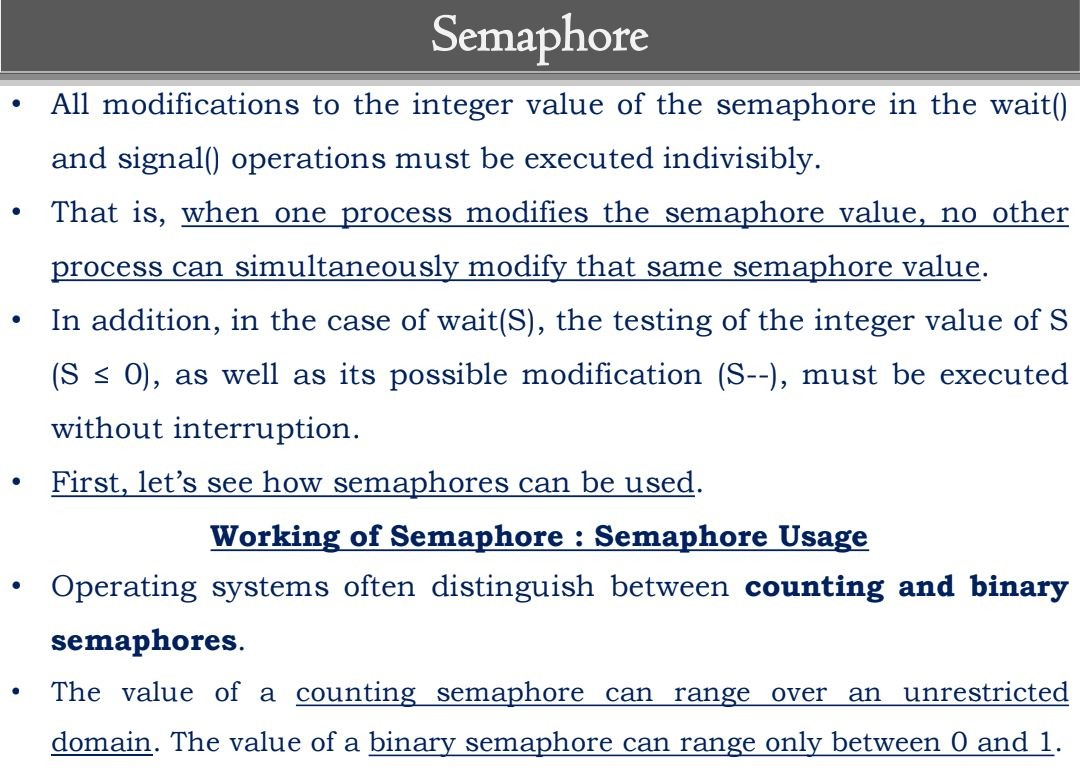 Semaphore
• All modifications to the integer value of the semaphore in the wait()
and signal() operations must be executed indivisibly.
• That is, when one process modifies the semaphore value, no other
process can simultaneously modify that same semaphore value.
• In addition, in the case of wait(S), the testing of the integer value of S
(S ≤ 0), as well as its possible modification (S--), must be executed
without interruption.
• First, let’s see how semaphores can be used.
Working of Semaphore : Semaphore Usage
• Operating systems often distinguish between counting and binary
semaphores.
• The value of a counting semaphore can range over an unrestricted
domain. The value of a binary semaphore can range only between 0 and 1.